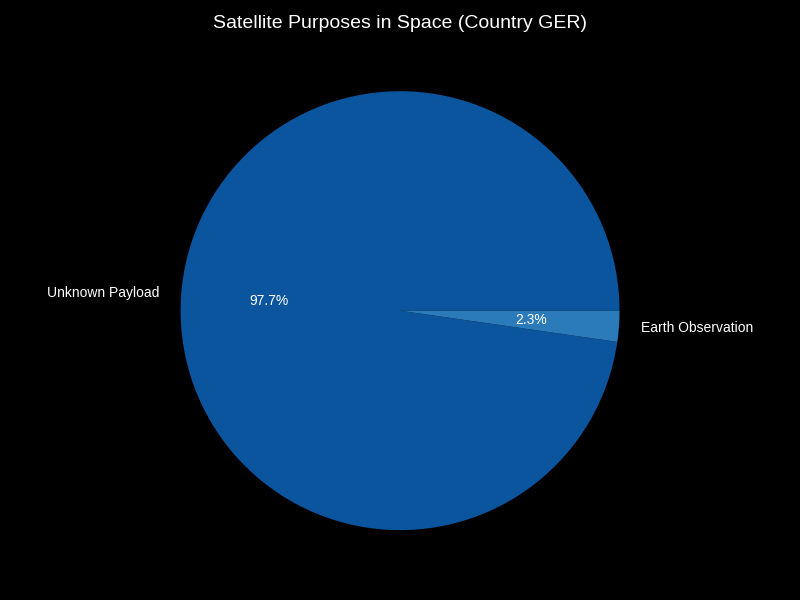 Satellite Purposes in Space (Country GER)
Unknown Payload
97.7%
2.3%
Earth Observation